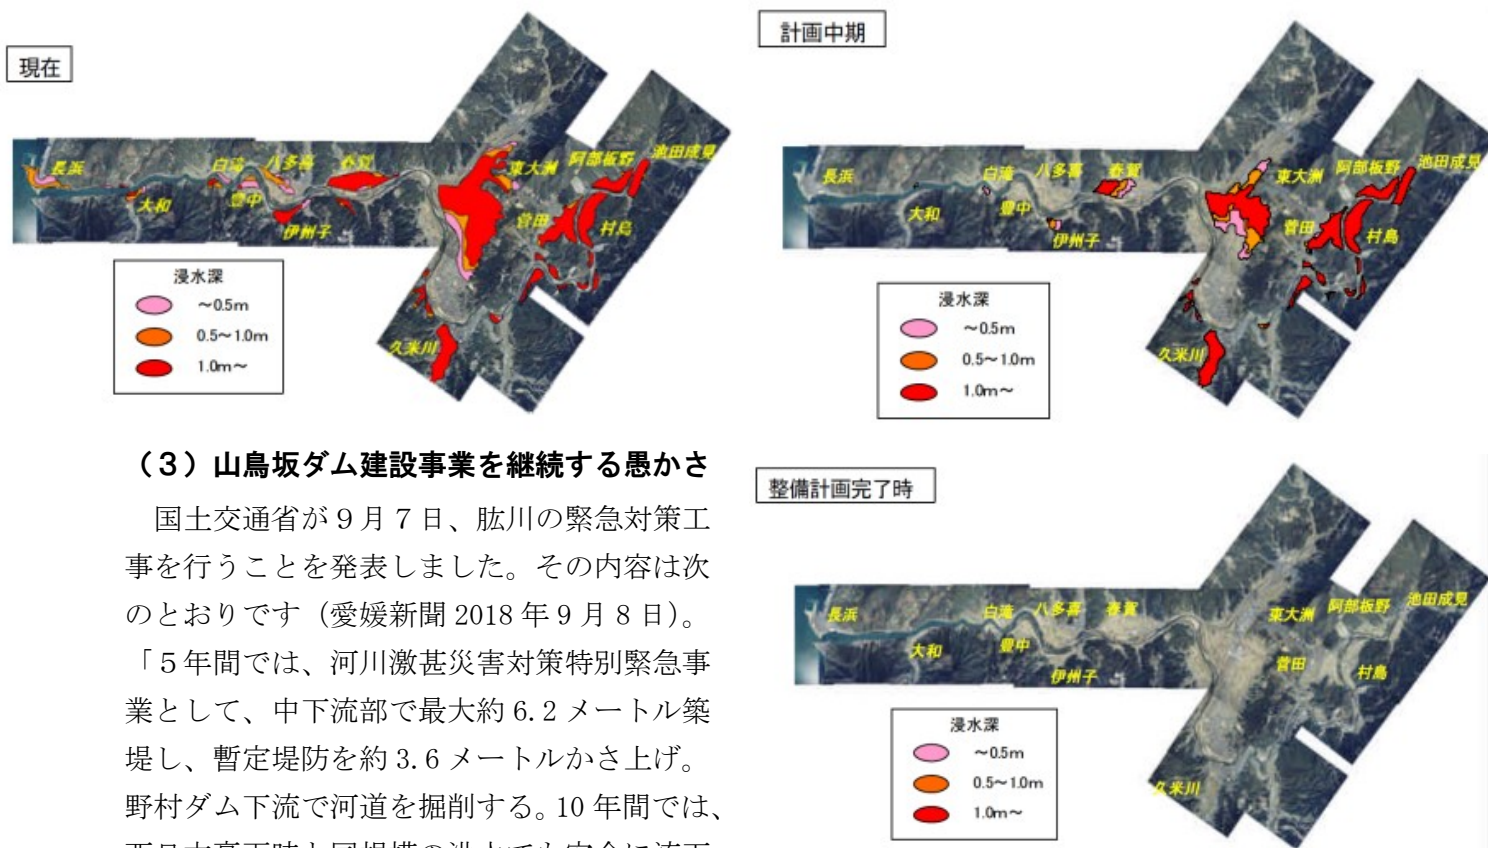 現在
長浜
大和
白滝
八多喜
豊中
伊州子
春賀
東大洲
阿部板野
池田成見
菅田
村島
久米川
浸水深
～0.5m
0.5～1.0m
1.0m～
計画中期
長浜
大和
白滝
八多喜
豊中
伊州子
春賀
東大洲
阿部板野
池田成見
菅田
村島
久米川
浸水深
～0.5m
0.5～1.0m
1.0m～
（３）山鳥坂ダム建設事業を継続する愚かさ
国土交通省が９月７日、肱川の緊急対策工
事を行うことを発表しました。その内容は次
のとおりです（愛媛新聞 2018 年 9 月 8 日）。
「５年間では、河川激甚災害対策特別緊急事
業として、中下流部で最大約 6.2 メートル築
堤し、暫定堤防を約 3.6 メートルかさ上げ。
野村ダム下流で河道を掘削する。10 年間では、
整備計画完了時
長浜
大和
白滝
八多喜
豊中
伊州子
春賀
東大洲
阿部板野
池田成見
菅田
村島
久米川
浸水深
～0.5m
0.5～1.0m
1.0m～